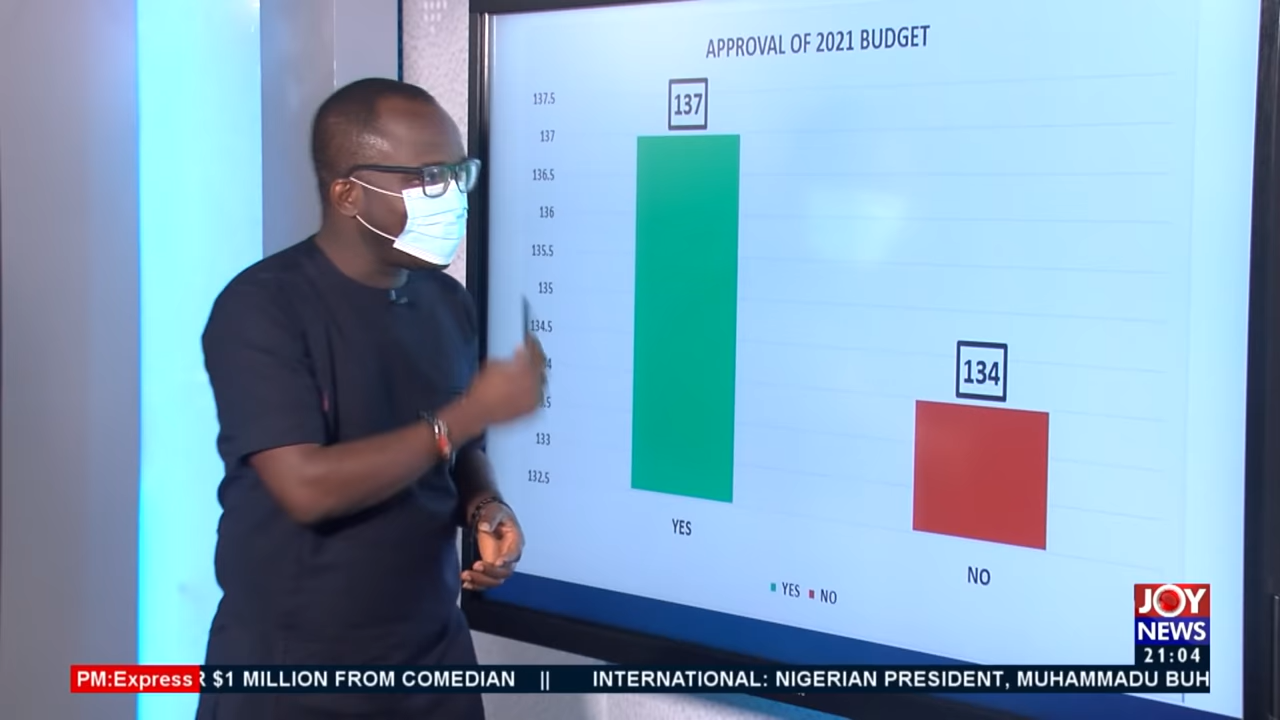 APPROVAL OF 2021 BUDGET
137.5
137
136.5
136
135.5
135
134.5
133
132.5
137
134
YES
NO
YES NO
JOY
NEWS
21:04
PM:Express
$1 MILLION FROM COMEDIAN || INTERNATIONAL: NIGERIAN PRESIDENT, MUHAMMADU BUH